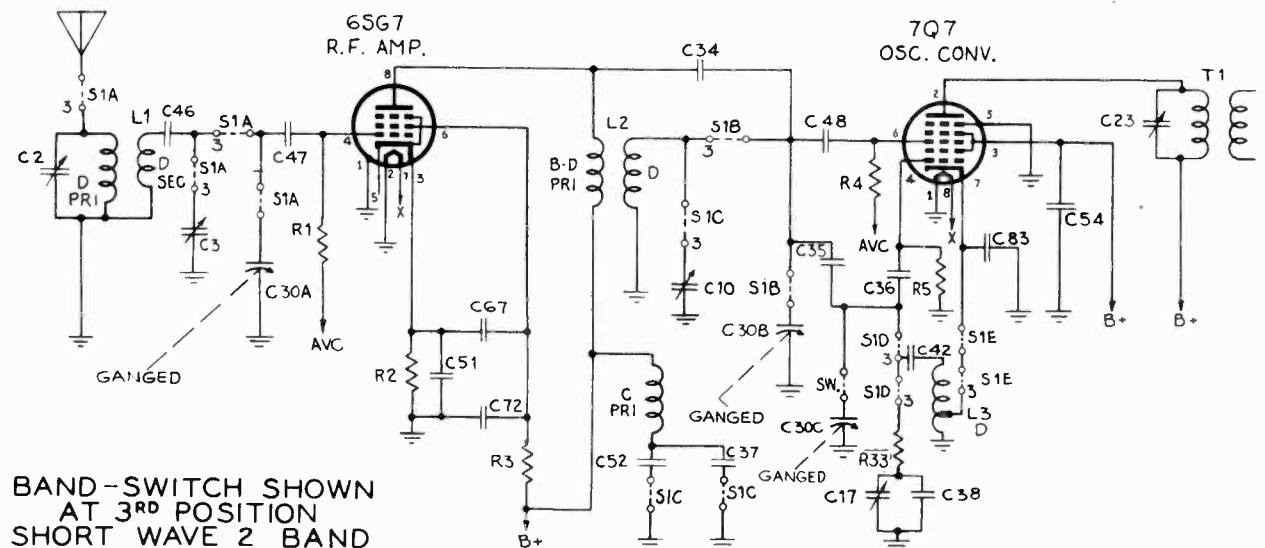 6SG7
R.F. AMP.
7Q7
OSC. CONV.
S1A
3
C2
D
PRI
L1
C46
D
SEC
S1A
3
S1A
3
C3
S1A
C30A
GANGED
C47
R1
AVC
4
8
6
1
5
2
7
3
X
C67
R2
C51
C72
R3
B+
C34
L2
B-D
PRI
D
S1B
3
S1C
3
C10
C
PRI
C52
S1C
C37
S1C
S1B
C30B
GANGED
C48
R4
AVC
C35
SW.
C30C
GANGED
2
5
6
3
4
1
8
7
X
C36
R5
C83
S1D
3
C42
S1D
3
S1E
S1E
3
L3
D
R33
C17
C38
C54
B+
C23
T1
B+
BAND-SWITCH SHOWN
AT 3RD POSITION
SHORT WAVE 2 BAND